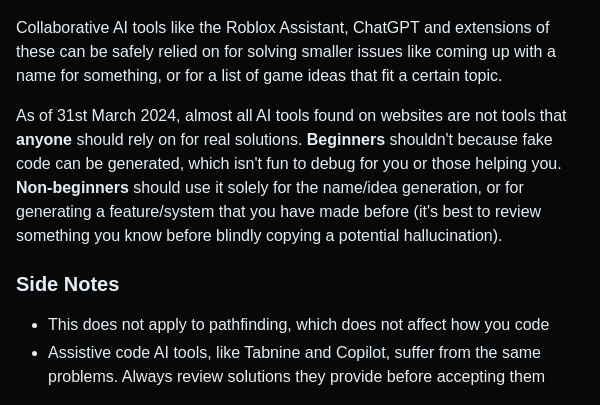 Collaborative AI tools like the Roblox Assistant, ChatGPT and extensions of
these can be safely relied on for solving smaller issues like coming up with a
name for something, or for a list of game ideas that fit a certain topic.
As of 31st March 2024, almost all AI tools found on websites are not tools that
anyone should rely on for real solutions. Beginners shouldn't because fake
code can be generated, which isn't fun to debug for you or those helping you.
Non-beginners should use it solely for the name/idea generation, or for
generating a feature/system that you have made before (it's best to review
something you know before blindly copying a potential hallucination).
Side Notes
• This does not apply to pathfinding, which does not affect how you code
• Assistive code AI tools, like Tabnine and Copilot, suffer from the same
problems. Always review solutions they provide before accepting them